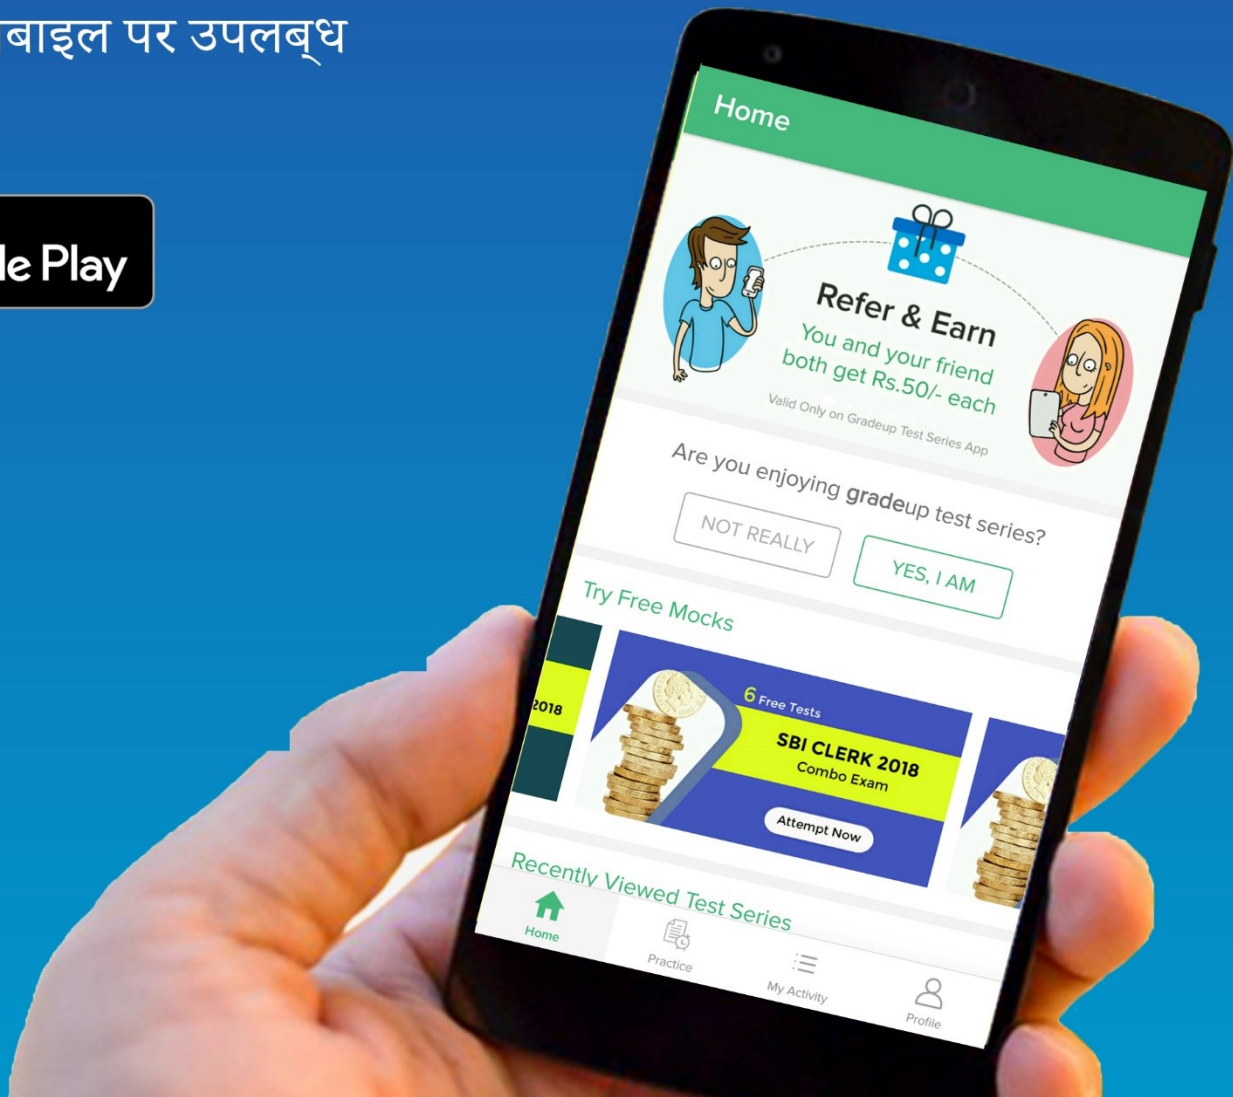 पर उपलब्ध
Play
Home
Refer & Earn
You and your friend
both get Rs.50/- each
Valid Only on Gradeup Test Series App
Are you enjoying gradeup test series?
NOT REALLY
YES, I AM
Try Free Mocks
2018
6 Free Tests
SBI CLERK 2018
Combo Exam
Attempt Now
Recently Viewed Test Series
Home
Practice
My Activity
Profile